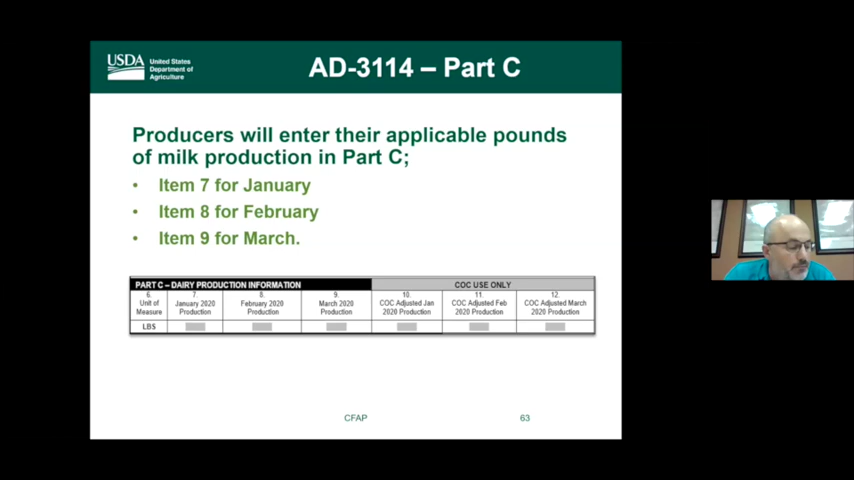 USDA
United States
Department of
Agriculture
AD-3114 – Part C
Producers will enter their applicable pounds
of milk production in Part C;
• Item 7 for January
• Item 8 for February
• Item 9 for March.
PART C – DAIRY PRODUCTION INFORMATION COC USE ONLY
6. 7. 8. 9. 10. 11. 12.
Unit of January 2020 February 2020 March 2020 COC Adjusted Jan COC Adjusted Feb COC Adjusted March
Measure Production Production Production 2020 Production 2020 Production 2020 Production
LBS
CFAP 63